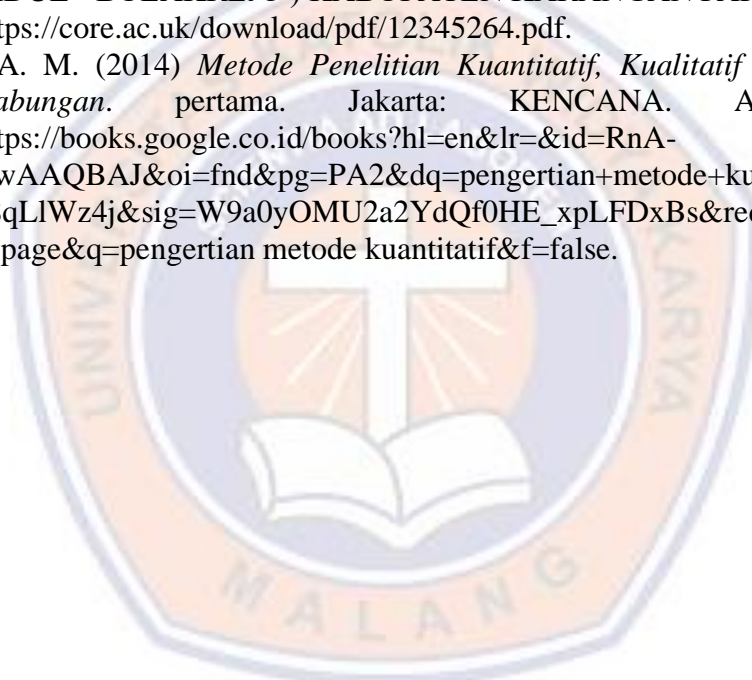 tps://core.ac.uk/download/pdf/12345264.pdf.
A. M. (2014) Metode Penelitian Kuantitatif, Kualitatif
abungan. pertama. Jakarta: KENCANA. A
tps://books.google.co.id/books?hl=en&lr=&id=RnA-
wAAQBAJ&oi=fnd&pg=PA2&dq=pengertian+metode+ku
qLlWz4j&sig=W9a0yOMU2a2YdQf0HE_xpLFDxBs&red
page&q=pengertian metode kuantitatif&f=false.
UNIV
KARYA
MALANG